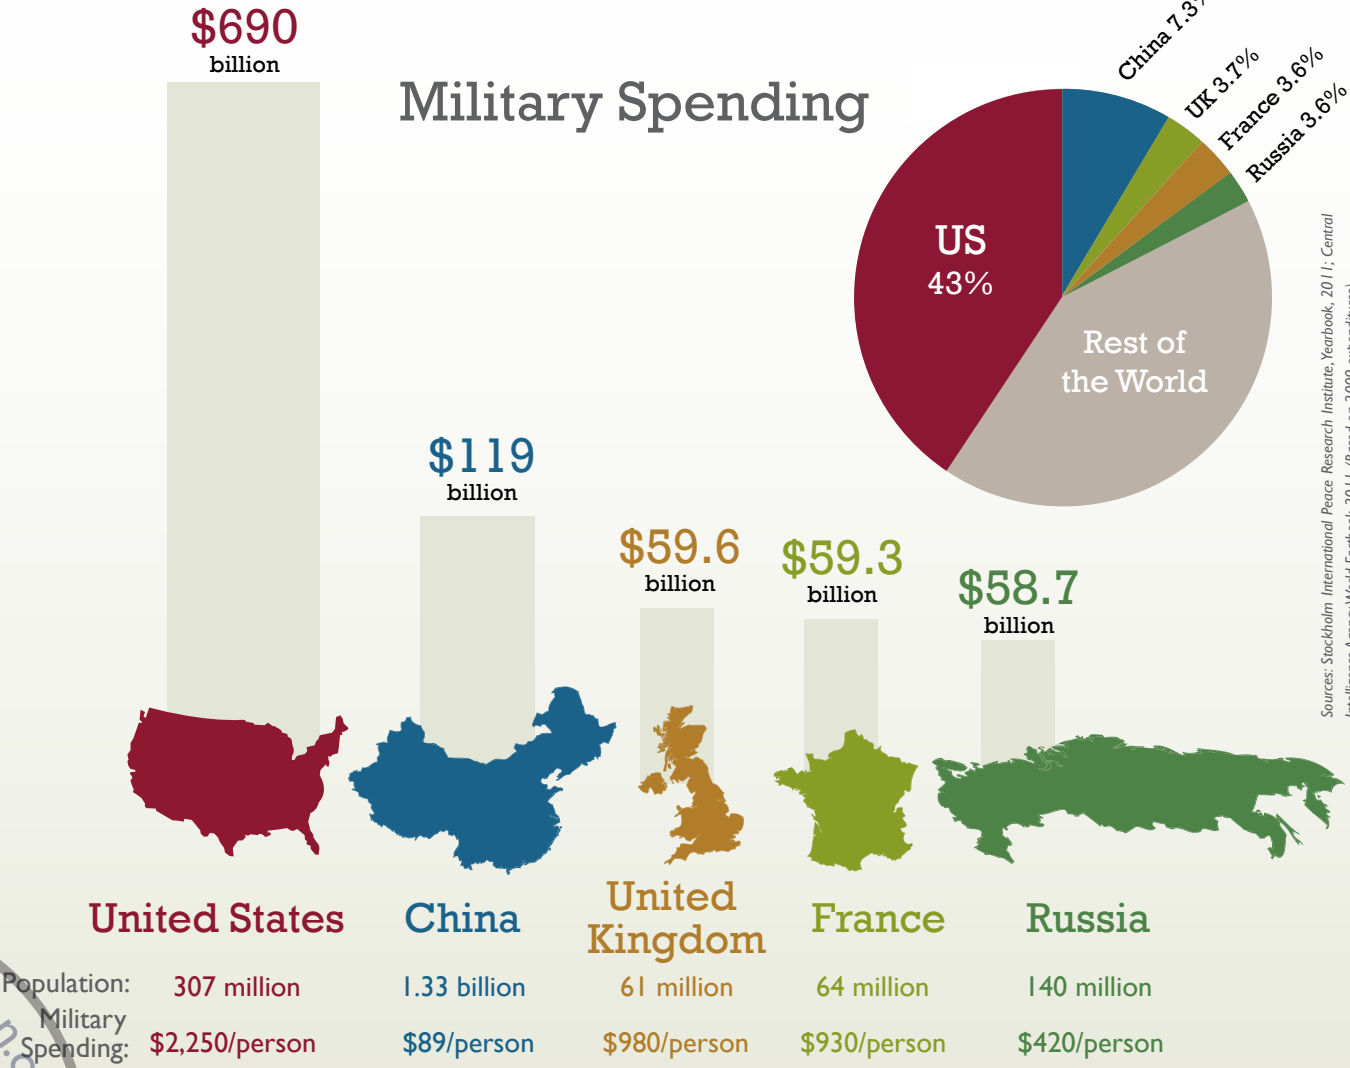 $690
billion
Military Spending
China 7.3%
UK 3.7%
France 3.6%
Russia 3.6%
US
43%
Rest of
the World
$119
billion
$59.6
billion
$59.3
billion
$58.7
billion
Sources: Stockholm International Peace Research Institute, Yearbook, 2011; Central
United States
China
United
Kingdom
France
Russia
Population: 307 million 1.33 billion 61 million 64 million 140 million
Military
Spending: $2,250/person $89/person $980/person $930/person $420/person